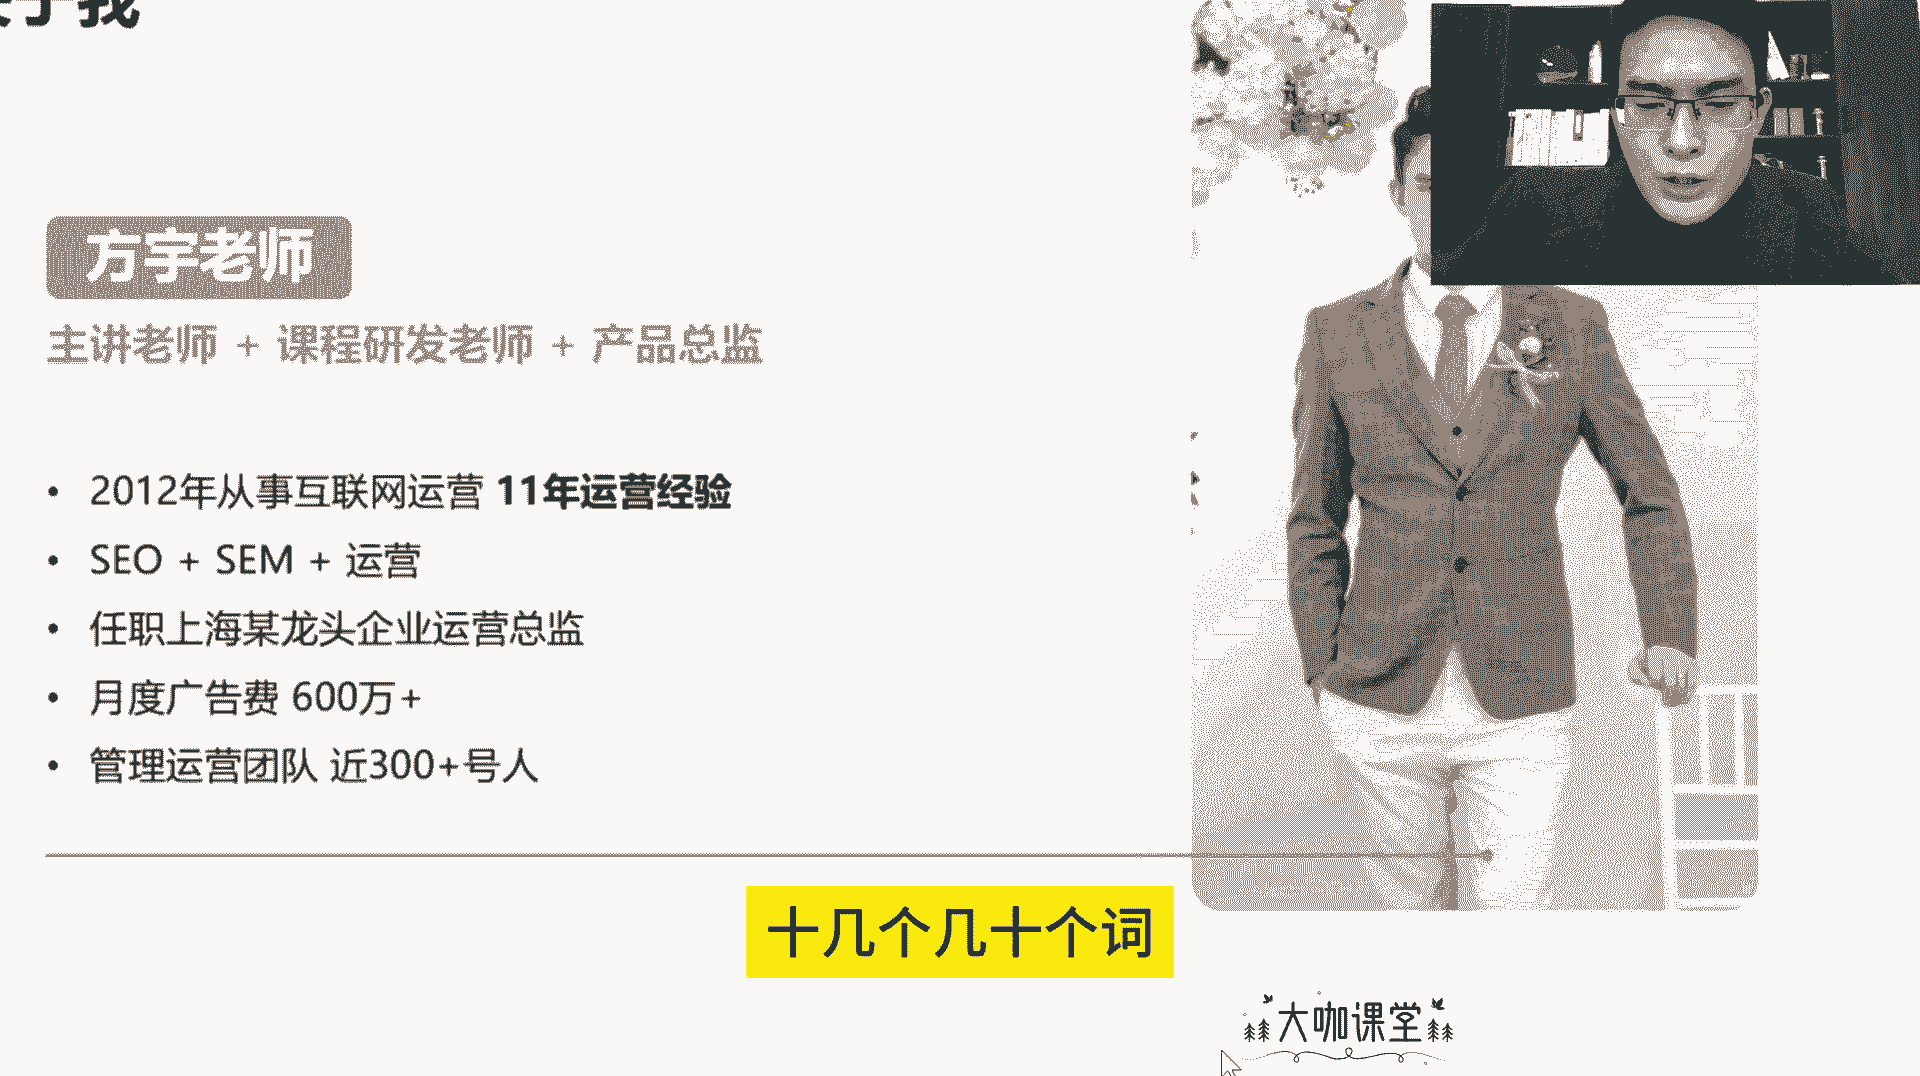 于我
方宇老师
主讲老师 + 课程研发老师 + 产品总监
• 2012年从事互联网运营 11年运营经验
• SEO + SEM + 运营
• 任职上海某龙头企业运营总监
• 月度广告费 600万+
• 管理运营团队 近300+号人
十几个几十个词
大咖课堂